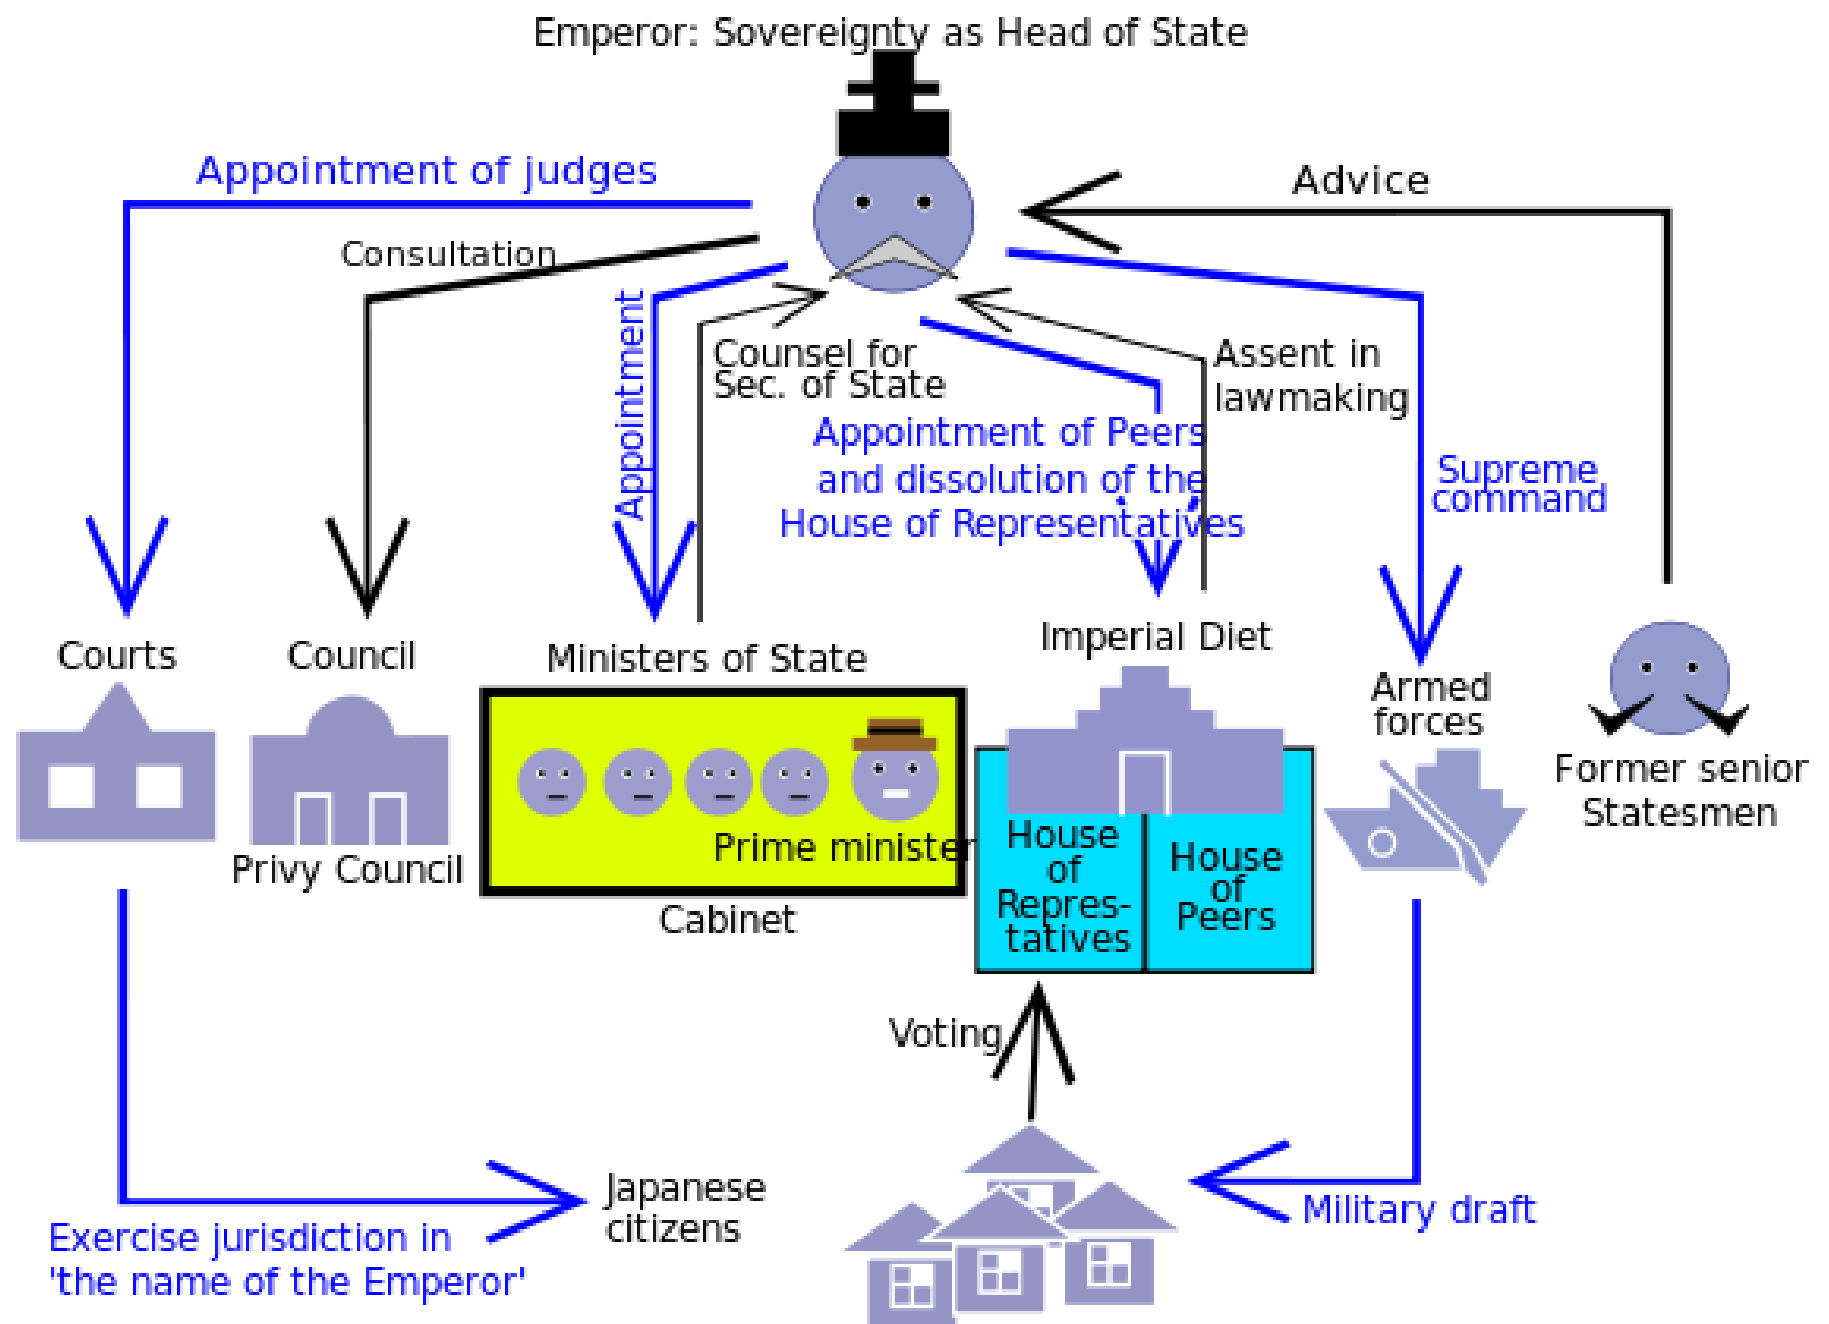 Emperor: Sovereignty as Head of State
Appointment of judges
Advice
Consultation
Appointment
Counsel for
Sec. of State
Assent in
lawmaking
Appointment of Peers
and dissolution of the
House of Representatives
Supreme
command
Courts
Council
Ministers of State
Imperial Diet
Armed
forces
Former senior
Statesmen
Privy Council
Prime minister
Cabinet
House
of
Repres-
tatives
House
of
Peers
Voting
Japanese
citizens
Military draft
Exercise jurisdiction in
'the name of the Emperor'